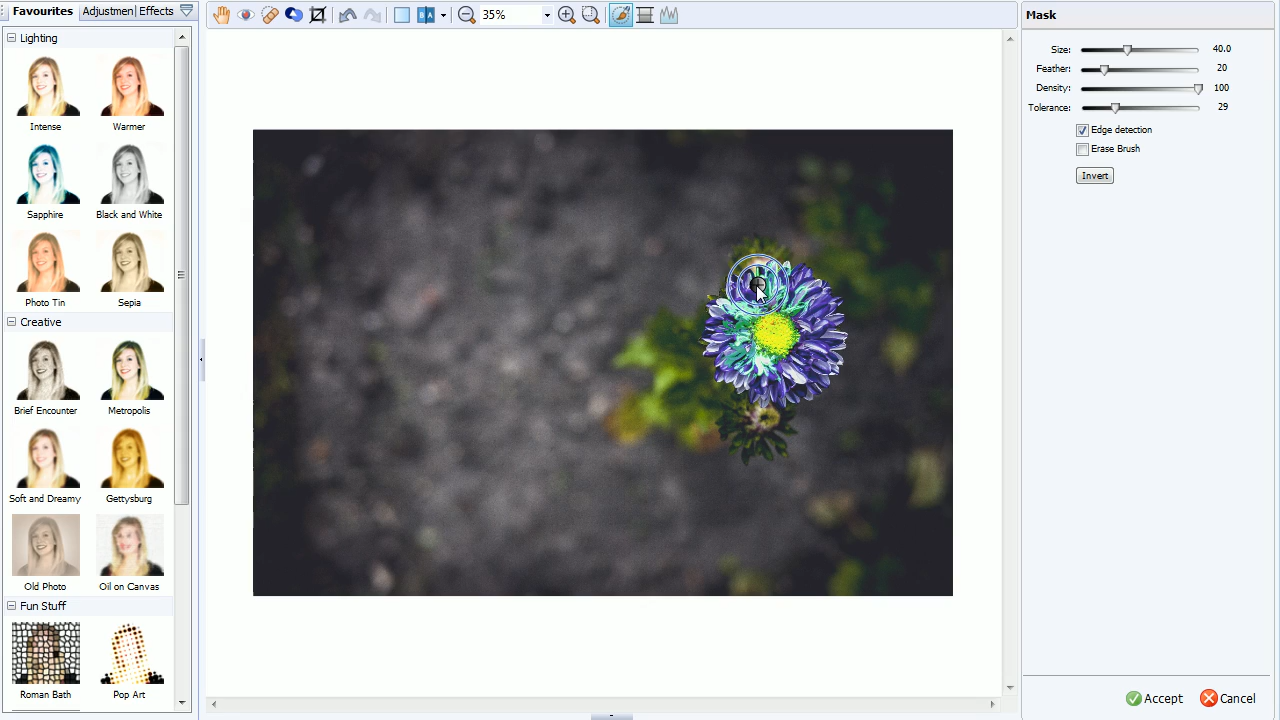 Favourites Adjustmen Effects
35%
Mask
Lighting
Size: 40.0
Feather: 20
Density: 100
Tolerance: 29
Edge detection
Erase Brush
Invert
Intense Warmer
Sapphire Black and White
Photo Tin Sepia
Creative
Brief Encounter Metropolis
Soft and Dreamy Gettysburg
Old Photo Oil on Canvas
Fun Stuff
Roman Bath Pop Art
Accept Cancel